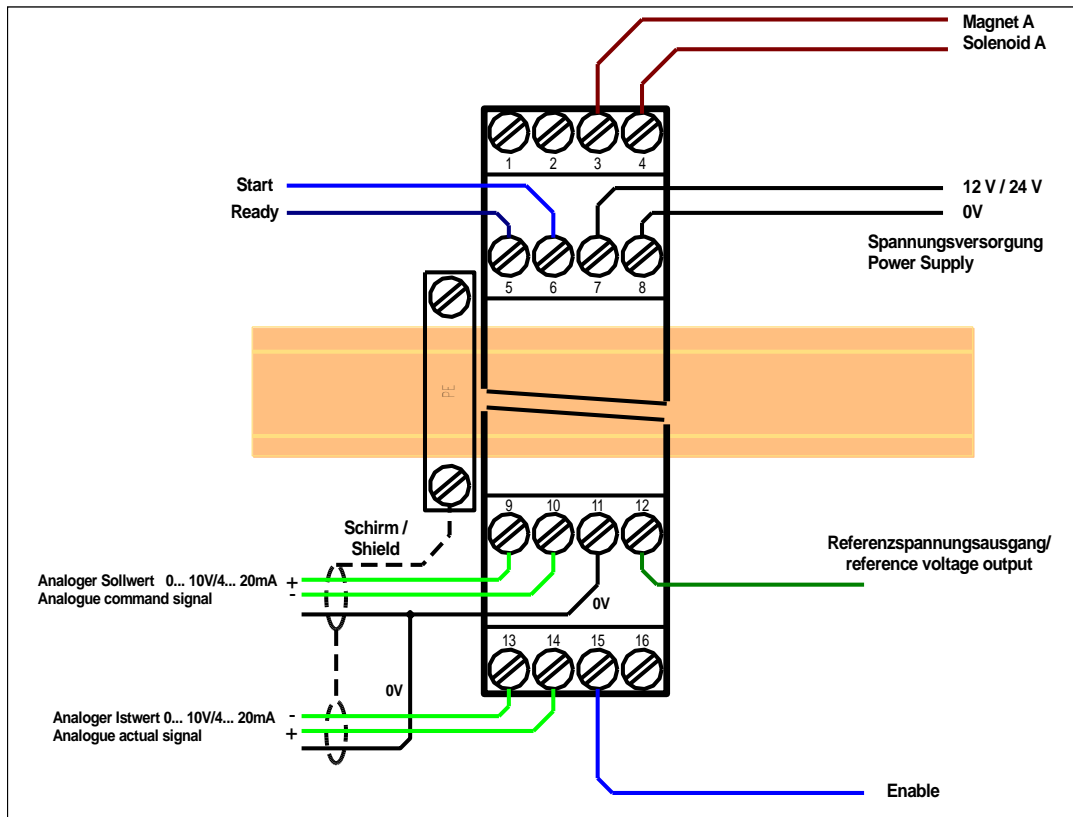 Magnet A
Solenoid A
1 2 3 4
Start
Ready
12 V / 24 V
0V
Spannungsversorgung
Power Supply
5 6 7 8
PE
9 10 11 12
Schirm /
Shield
Referenzspannungsausgang/
reference voltage output
Analoger Sollwert 0... 10V/4... 20mA +
Analogue command signal -
0V
13 14 15 16
0V
Analoger Istwert 0... 10V/4... 20mA -
Analogue actual signal +
Enable